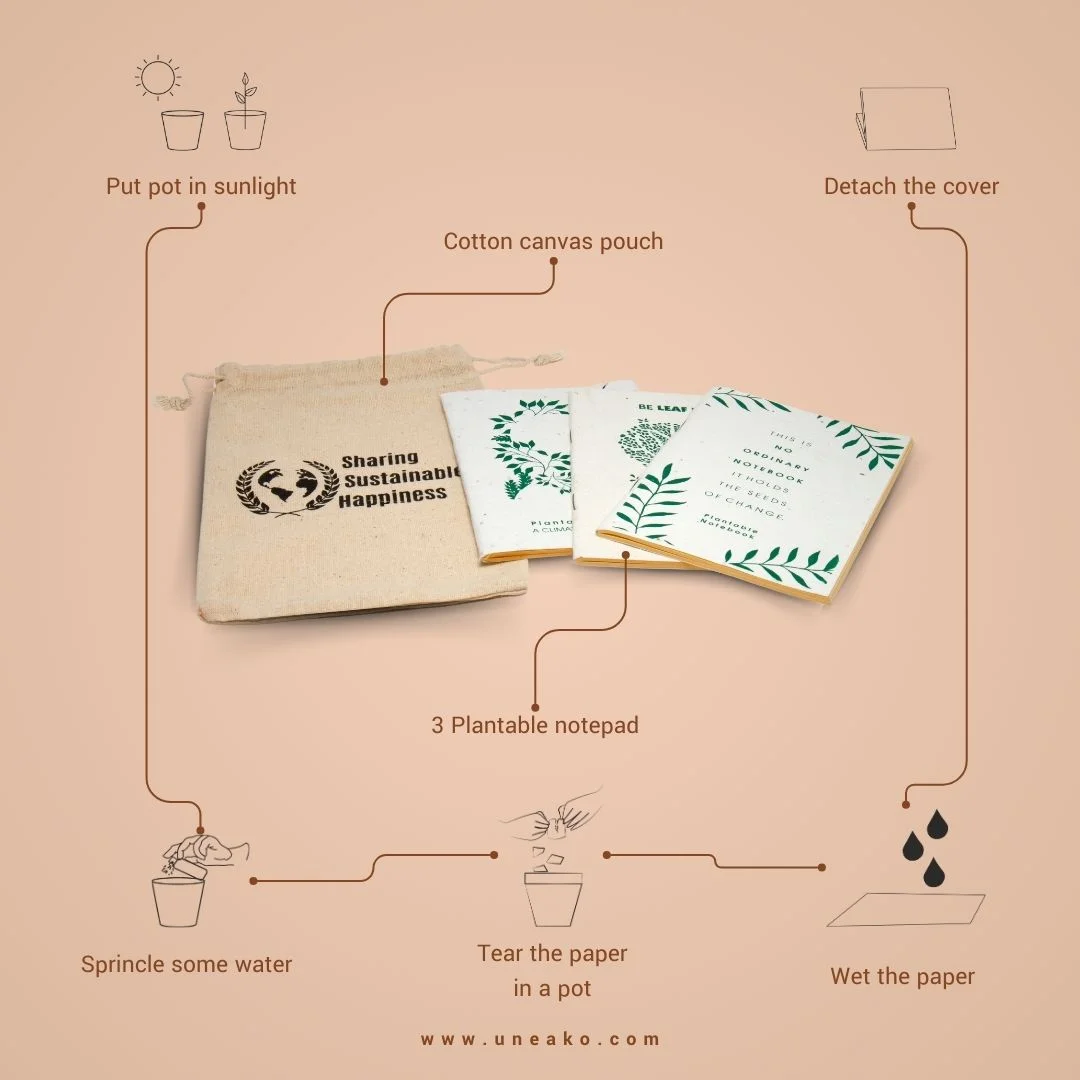 Put pot in sunlight
Detach the cover
Cotton canvas pouch
Sharing
Sustainable
Happiness
BE LEAF
THIS IS
NO
ORDINARY
NOTEBOOK
IT HOLDS
THE SEEDS
OF CHANGE.
Plantable
Notebook
3 Plantable notepad
Sprincle some water
Tear the paper
in a pot
Wet the paper
www.uneako.com